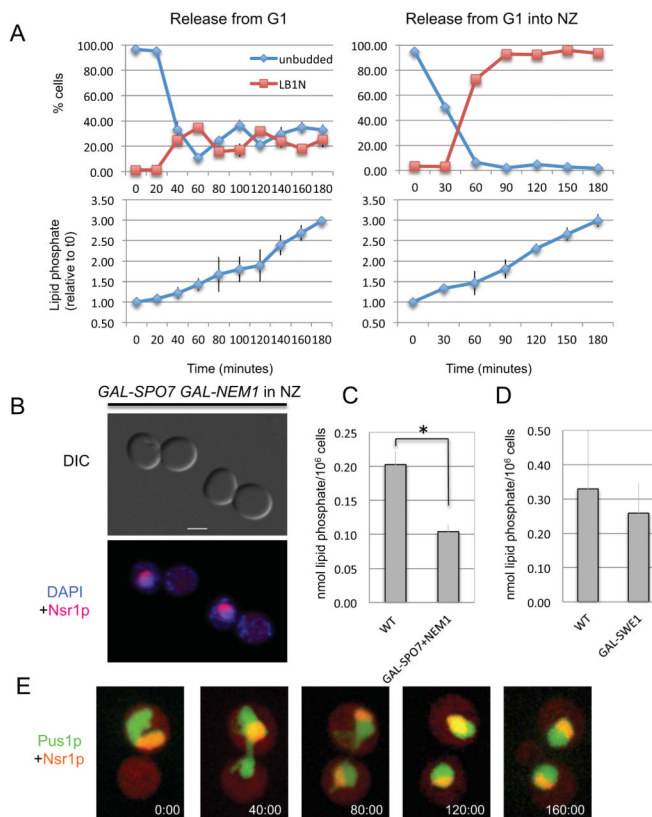 A
Release from G1
Release from G1 into NZ
% cells
100.00
80.00
60.00
40.00
20.00
0.00
unbudded
LB1N
0 20 40 60 80 100 120 140 160 180
100.00
80.00
60.00
40.00
20.00
0.00
0 30 60 90 120 150 180
Lipid phosphate
(relative to t0)
3.50
3.00
2.50
2.00
1.50
1.00
0.50
0 20 40 60 80 100 120 140 160 180
Time (minutes)
3.50
3.00
2.50
2.00
1.50
1.00
0.50
0 30 60 90 120 150 180
Time (minutes)
B
GAL-SPO7 GAL-NEM1 in NZ
DIC
DAPI
+Nsr1p
C
nmol lipid phosphate/10⁶ cells
0.25
0.20
0.15
0.10
0.05
0.00
*
WT
GAL-SPO7+NEM1
D
nmol lipid phosphate/10⁶ cells
0.50
0.40
0.30
0.20
0.10
0.00
WT
GAL-SWE1
E
Pus1p
+Nsr1p
0:00
40:00
80:00
120:00
160:00